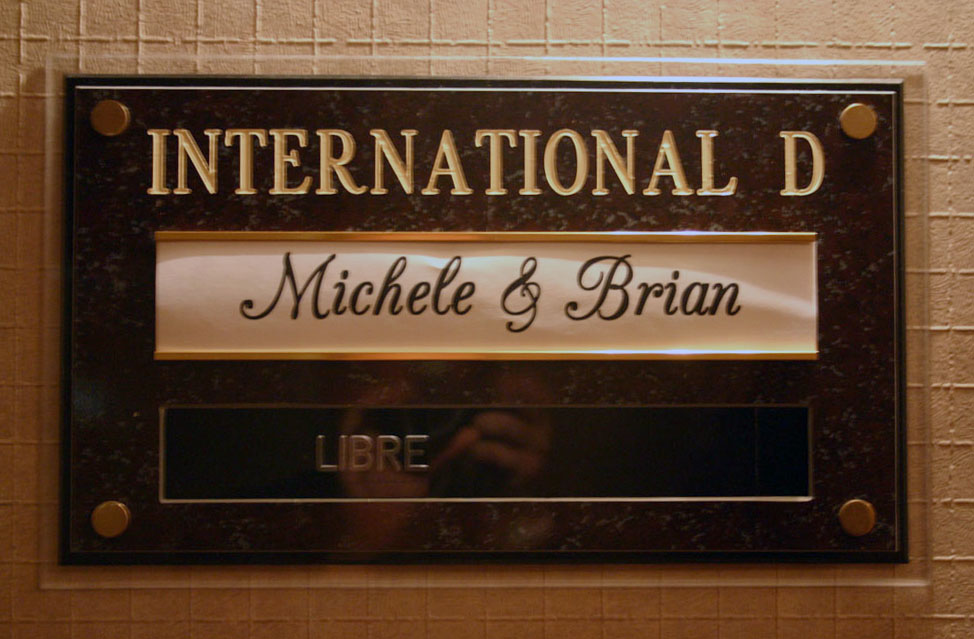 INTERNATIONAL D
Michele & Brian
LIBRE